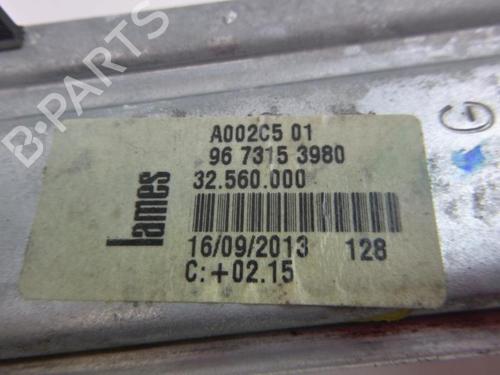 B-PARTS
A002C5 01
96 7315 3980
32.560.000
Lames
16/09/2013 128
C:+02.15
G